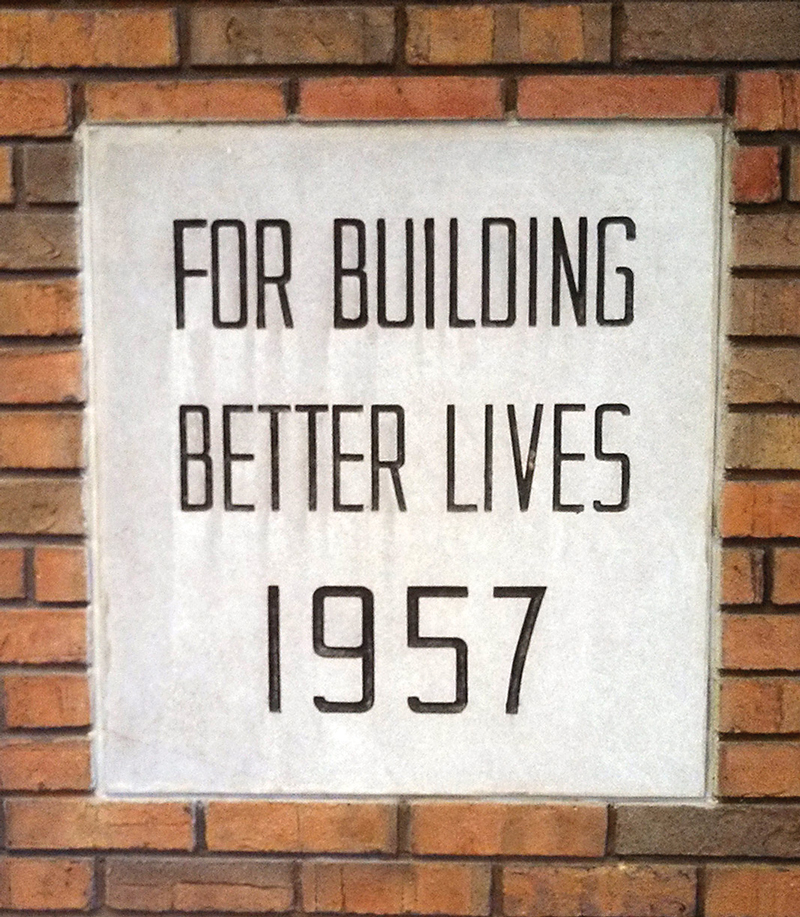 FOR BUILDING
BETTER LIVES
1957